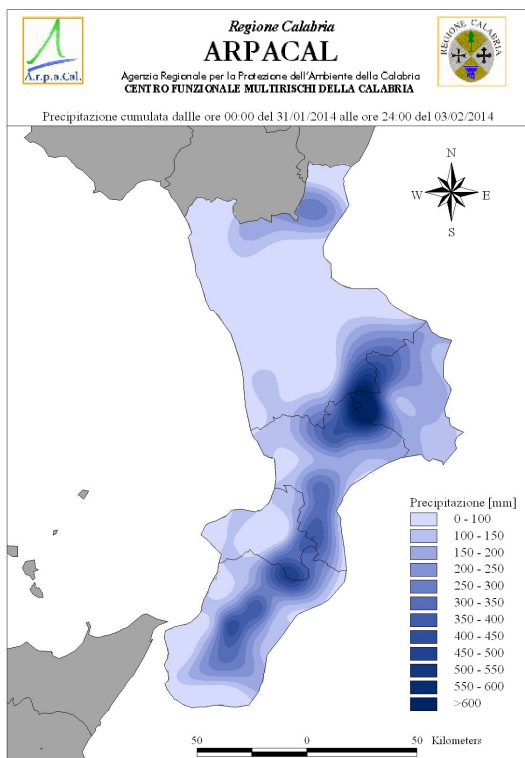 Regione Calabria
ARPACAL
Agenzia Regionale per la Protezione dell'Ambiente della Calabria
CENTRO FUNZIONALE MULTIRISCHI DELLA CALABRIA
A.r.p.a.Cal.
REGIONE CALABRIA
Precipitazione cumulata dallle ore 00:00 del 31/01/2014 alle ore 24:00 del 03/02/2014
N
W E
S
Precipitazione [mm]
0 - 100
100 - 150
150 - 200
200 - 250
250 - 300
300 - 350
350 - 400
400 - 450
450 - 500
500 - 550
550 - 600
>600
50 0 50 Kilometers